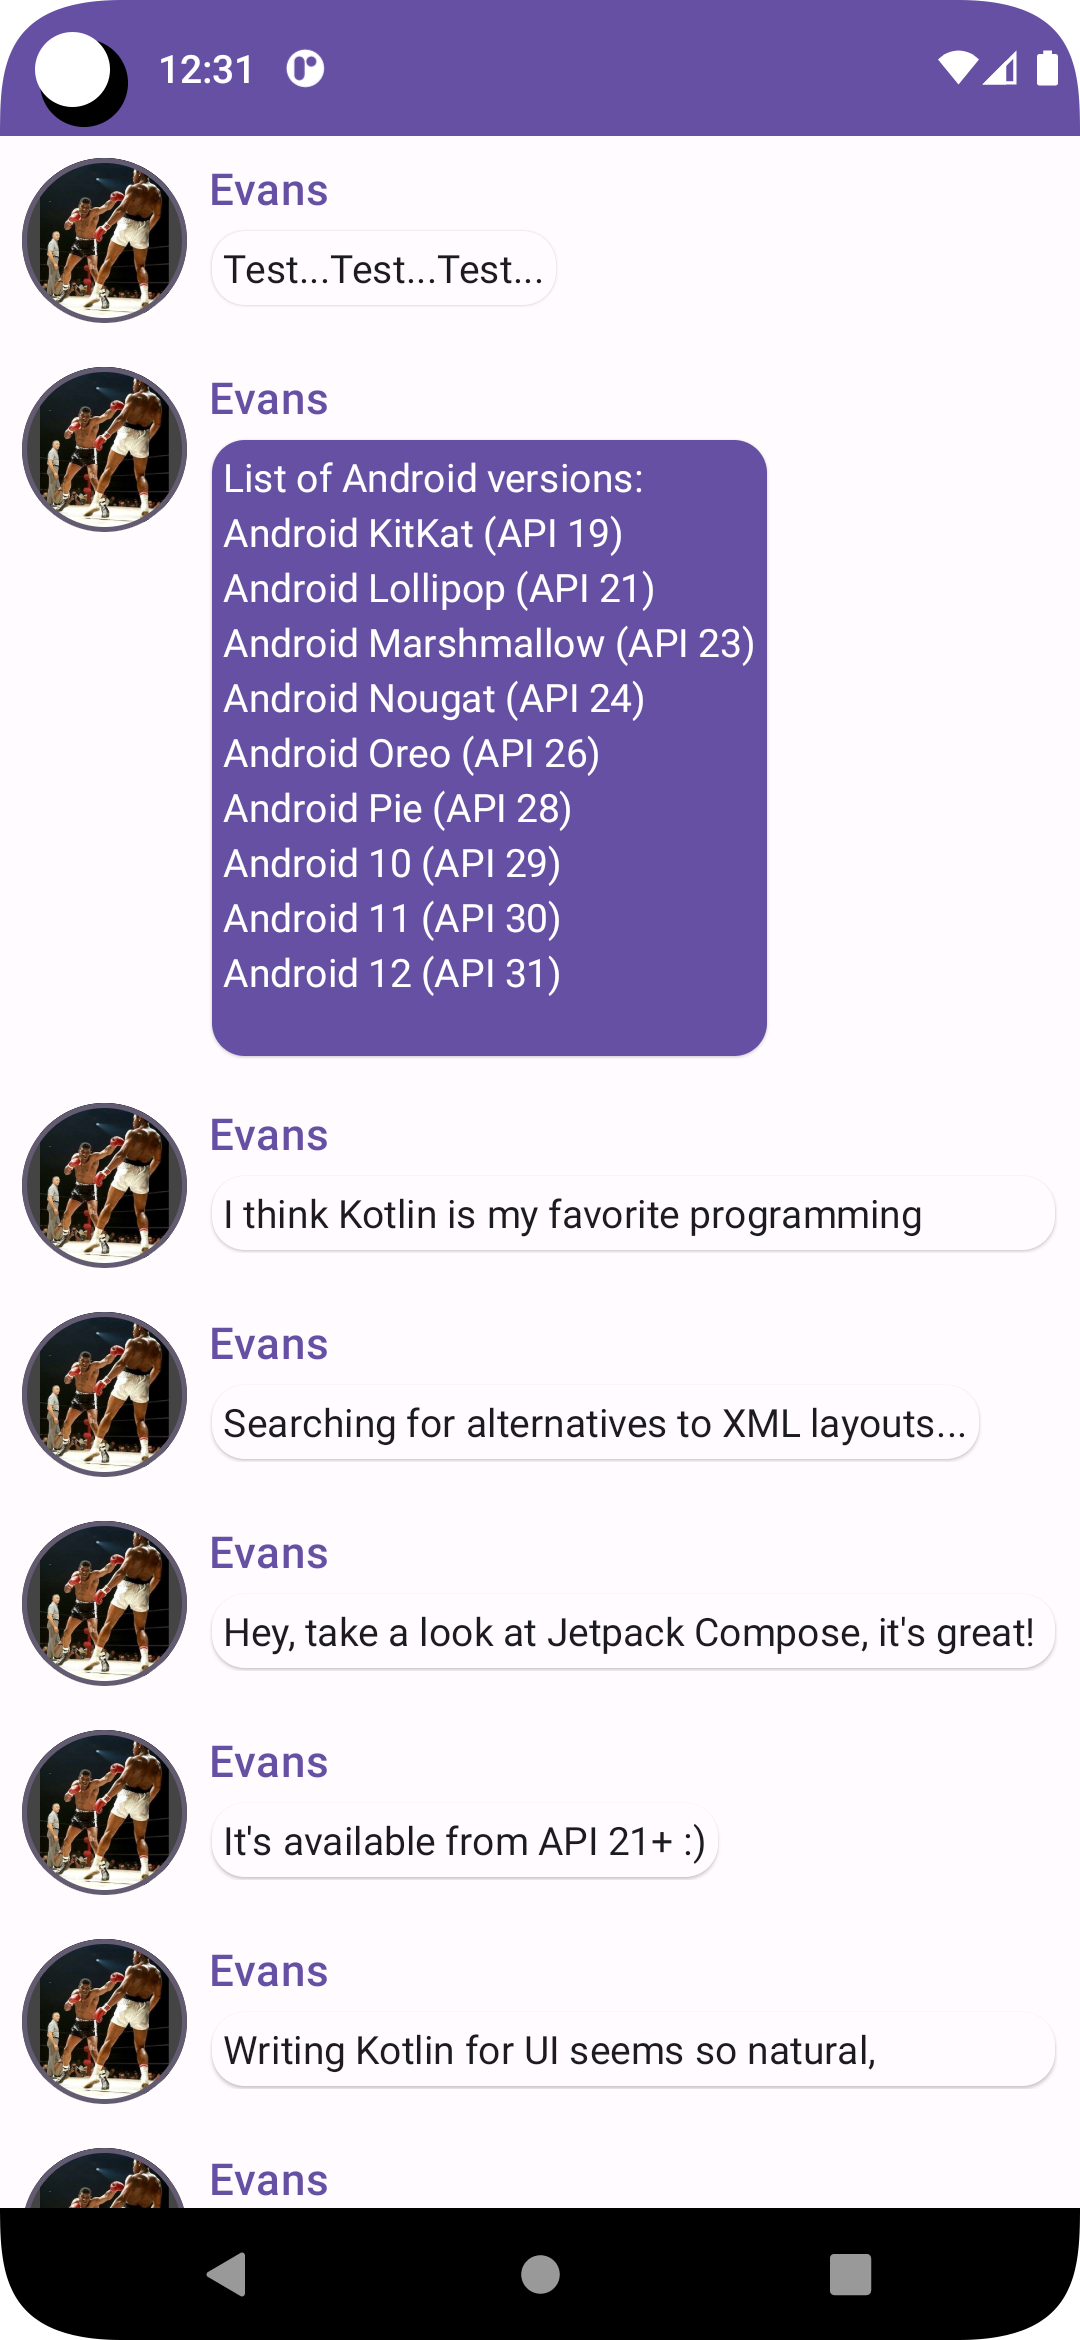 12:31
Evans
Test...Test...Test...
Evans
List of Android versions:
Android KitKat (API 19)
Android Lollipop (API 21)
Android Marshmallow (API 23)
Android Nougat (API 24)
Android Oreo (API 26)
Android Pie (API 28)
Android 10 (API 29)
Android 11 (API 30)
Android 12 (API 31)
Evans
I think Kotlin is my favorite programming
Evans
Searching for alternatives to XML layouts...
Evans
Hey, take a look at Jetpack Compose, it's great!
Evans
It's available from API 21+ :)
Evans
Writing Kotlin for UI seems so natural,
Evans